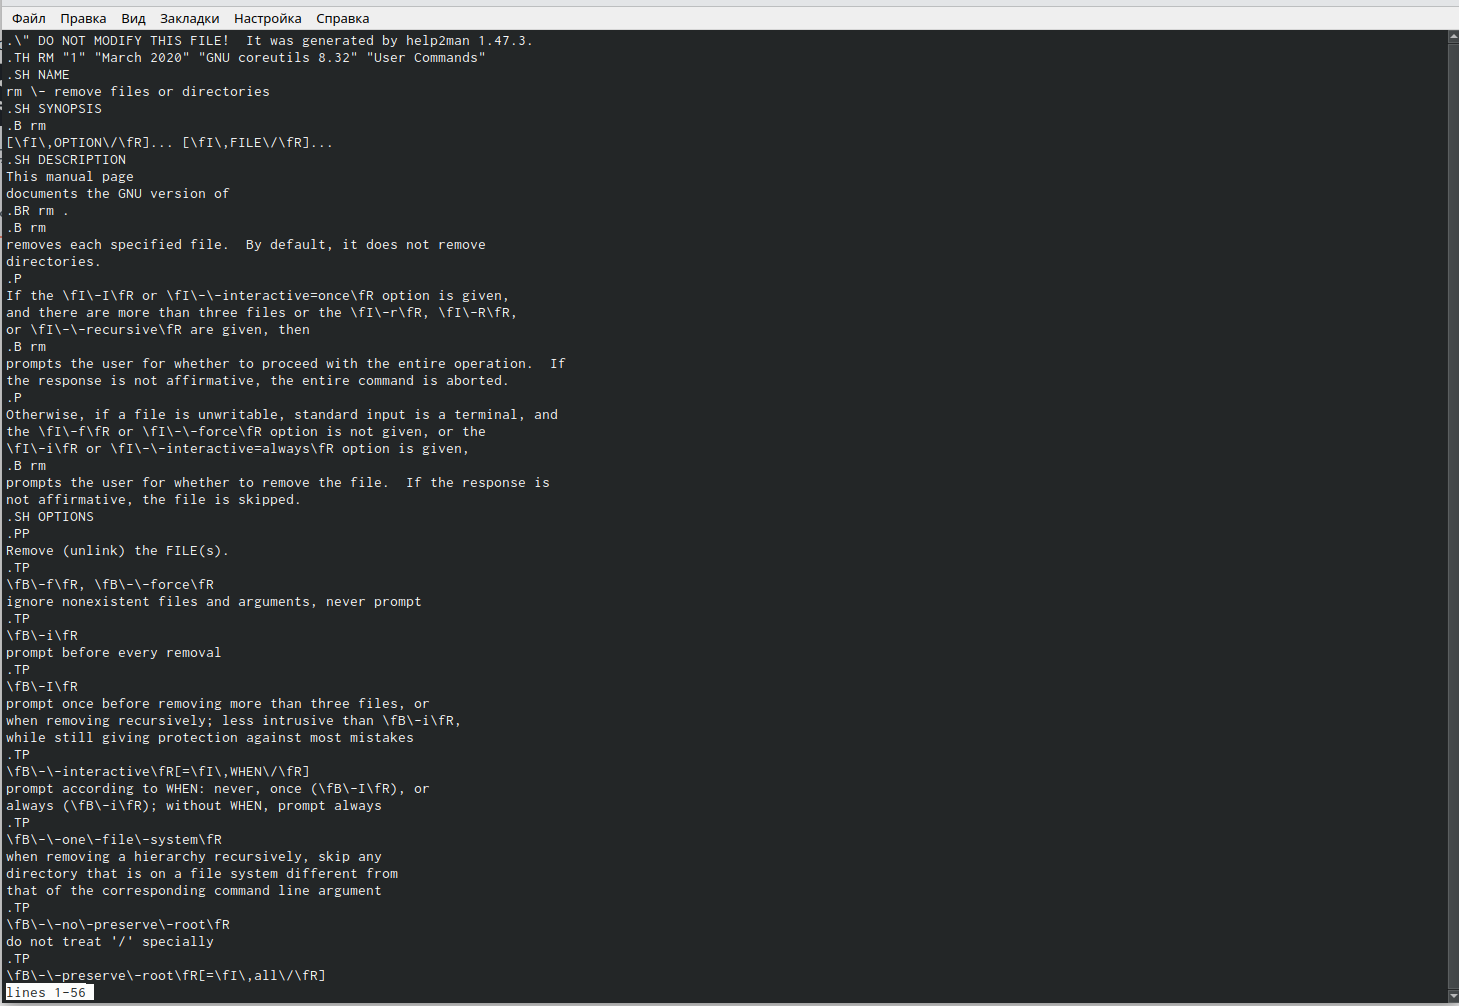 Файл Правка Вид Закладки Настройка Справка
.\" DO NOT MODIFY THIS FILE!  It was generated by help2man 1.47.3.
.TH RM "1" "March 2020" "GNU coreutils 8.32" "User Commands"
.SH NAME
rm \- remove files or directories
.SH SYNOPSIS
.B rm
[\fI\,OPTION\/\fR]... [\fI\,FILE\/\fR]...
.SH DESCRIPTION
This manual page
documents the GNU version of
.BR rm .
.B rm
removes each specified file.  By default, it does not remove
directories.
.P
If the \fI\-I\fR or \fI\-\-interactive=once\fR option is given,
and there are more than three files or the \fI\-r\fR, \fI\-R\fR,
or \fI\-\-recursive\fR are given, then
.B rm
prompts the user for whether to proceed with the entire operation.  If
the response is not affirmative, the entire command is aborted.
.P
Otherwise, if a file is unwritable, standard input is a terminal, and
the \fI\-f\fR or \fI\-\-force\fR option is not given, or the
\fI\-i\fR or \fI\-\-interactive=always\fR option is given,
.B rm
prompts the user for whether to remove the file.  If the response is
not affirmative, the file is skipped.
.SH OPTIONS
.PP
Remove (unlink) the FILE(s).
.TP
\fB\-f\fR, \fB\-\-force\fR
ignore nonexistent files and arguments, never prompt
.TP
\fB\-i\fR
prompt before every removal
.TP
\fB\-I\fR
prompt once before removing more than three files, or
when removing recursively; less intrusive than \fB\-i\fR,
while still giving protection against most mistakes
.TP
\fB\-\-interactive\fR[=\fI\,WHEN\/\fR]
prompt according to WHEN: never, once (\fB\-I\fR), or
always (\fB\-i\fR); without WHEN, prompt always
.TP
\fB\-\-one\-file\-system\fR
when removing a hierarchy recursively, skip any
directory that is on a file system different from
that of the corresponding command line argument
.TP
\fB\-\-no\-preserve\-root\fR
do not treat '/' specially
.TP
\fB\-\-preserve\-root\fR[=\fI\,all\/\fR]
lines 1-56